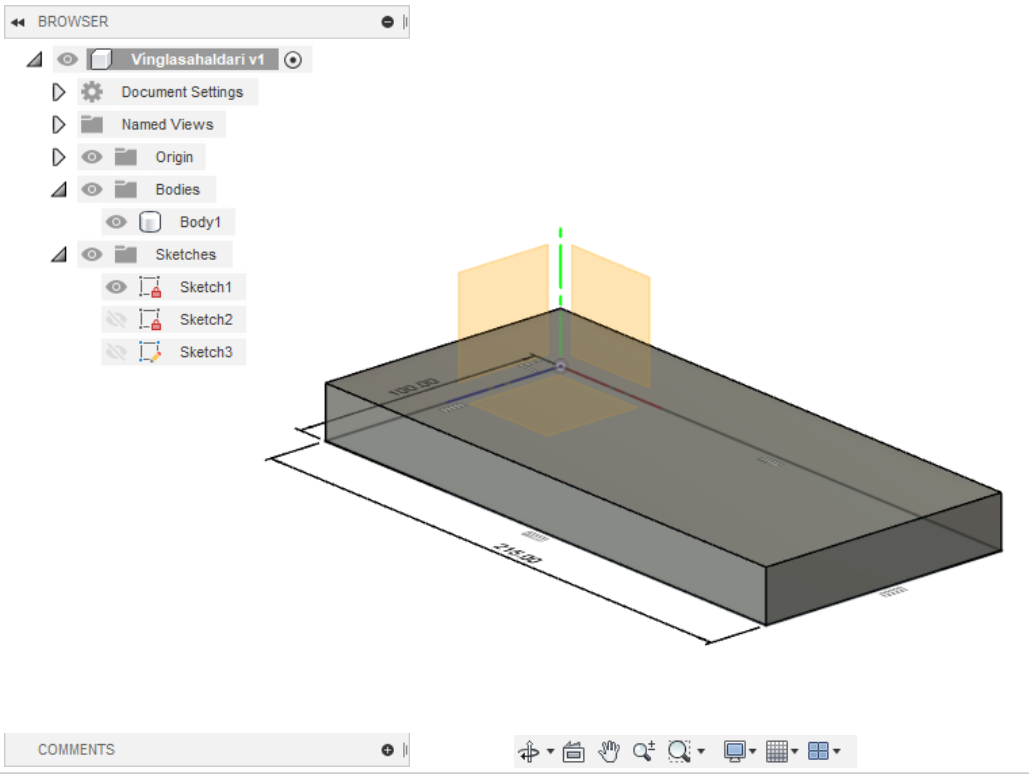 BROWSER
Vínglasahaldari v1
Document Settings
Named Views
Origin
Bodies
Body1
Sketches
Sketch1
Sketch2
Sketch3
100.00
215.00
COMMENTS